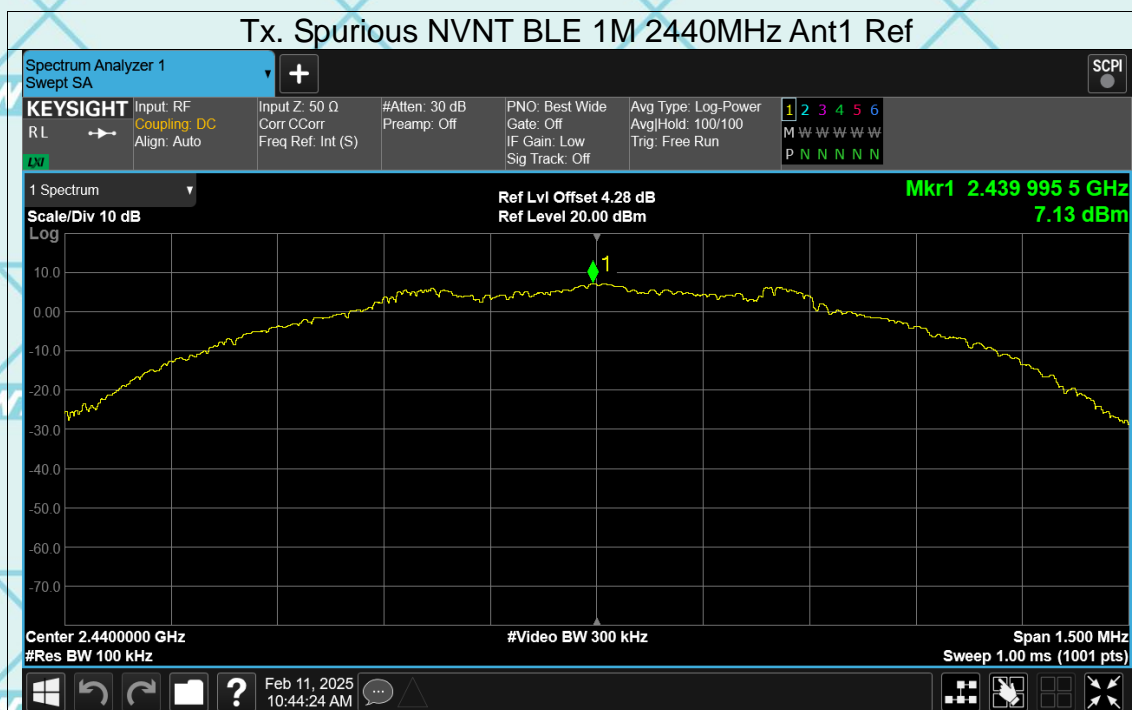 Tx. Spurious NVNT BLE 1M 2440MHz Ant1 Ref
Spectrum Analyzer 1
Swept SA
SCPI
KEYSIGHT
R L
LXI
Input: RF
Coupling: DC
Align: Auto
Input Z: 50 Ω
Corr CCorr
Freq Ref: Int (S)
#Atten: 30 dB
Preamp: Off
PNO: Best Wide
Gate: Off
IF Gain: Low
Sig Track: Off
Avg Type: Log-Power
Avg|Hold: 100/100
Trig: Free Run
1 2 3 4 5 6
M W W W W W
P N N N N N
1 Spectrum
Scale/Div 10 dB
Log
Ref Lvl Offset 4.28 dB
Ref Level 20.00 dBm
Mkr1 2.439 995 5 GHz
7.13 dBm
1
10.0
0.00
-10.0
-20.0
-30.0
-40.0
-50.0
-60.0
-70.0
Center 2.4400000 GHz
#Res BW 100 kHz
#Video BW 300 kHz
Span 1.500 MHz
Sweep 1.00 ms (1001 pts)
?
Feb 11, 2025
10:44:24 AM